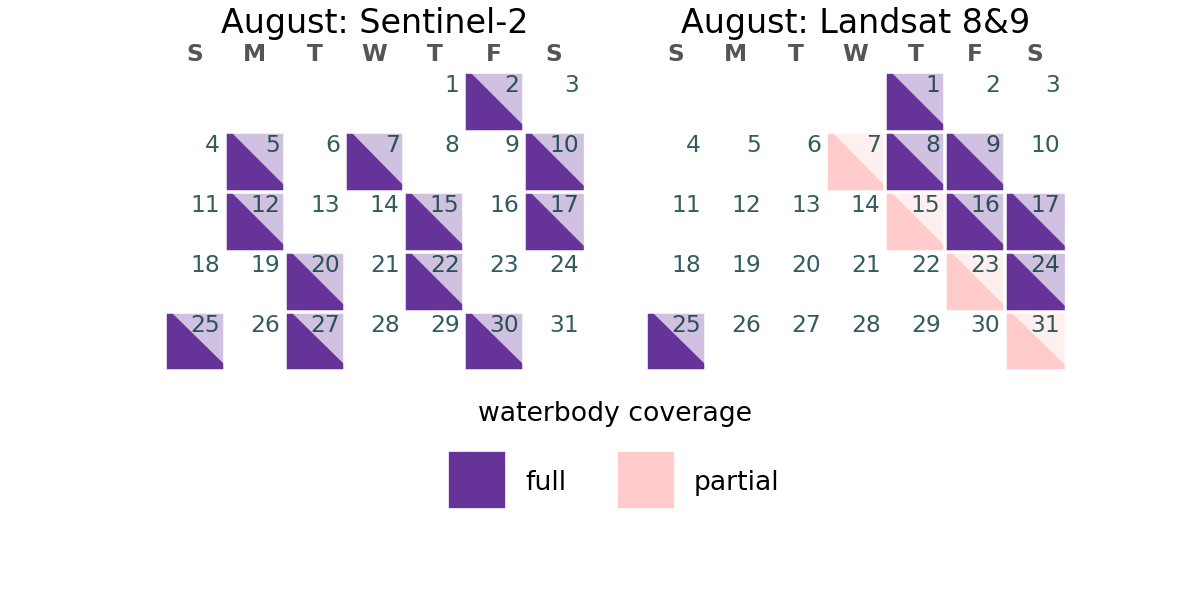 August: Sentinel-2
S M T W T F S
1 2 3
4 5 6 7 8 9 10
11 12 13 14 15 16 17
18 19 20 21 22 23 24
25 26 27 28 29 30 31
August: Landsat 8&9
S M T W T F S
1 2 3
4 5 6 7 8 9 10
11 12 13 14 15 16 17
18 19 20 21 22 23 24
25 26 27 28 29 30 31
waterbody coverage
full partial